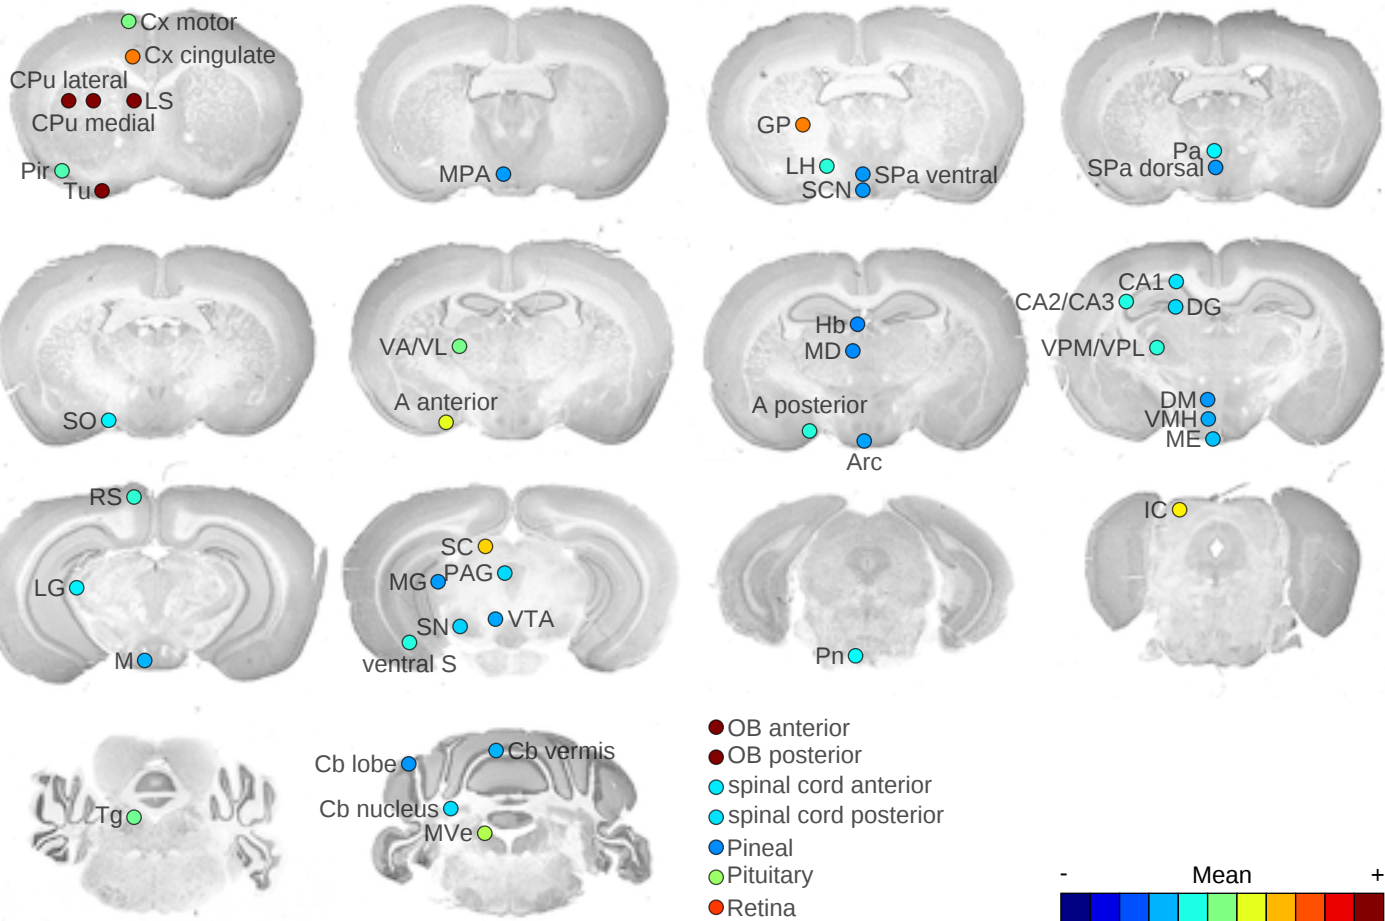 Cx motor
Cx cingulate
CPu lateral
LS
CPu medial
Pir
Tu
MPA
GP
LH
SPa ventral
SCN
Pa
SPa dorsal
SO
VA/VL
A anterior
Hb
MD
A posterior
Arc
CA1
CA2/CA3
DG
VPM/VPL
DM
VMH
ME
RS
LG
M
SC
MG
PAG
SN
VTA
ventral S
Pn
IC
Tg
Cb lobe
Cb vermis
Cb nucleus
MVe
OB anterior
OB posterior
spinal cord anterior
spinal cord posterior
Pineal
Pituitary
Retina
- Mean +